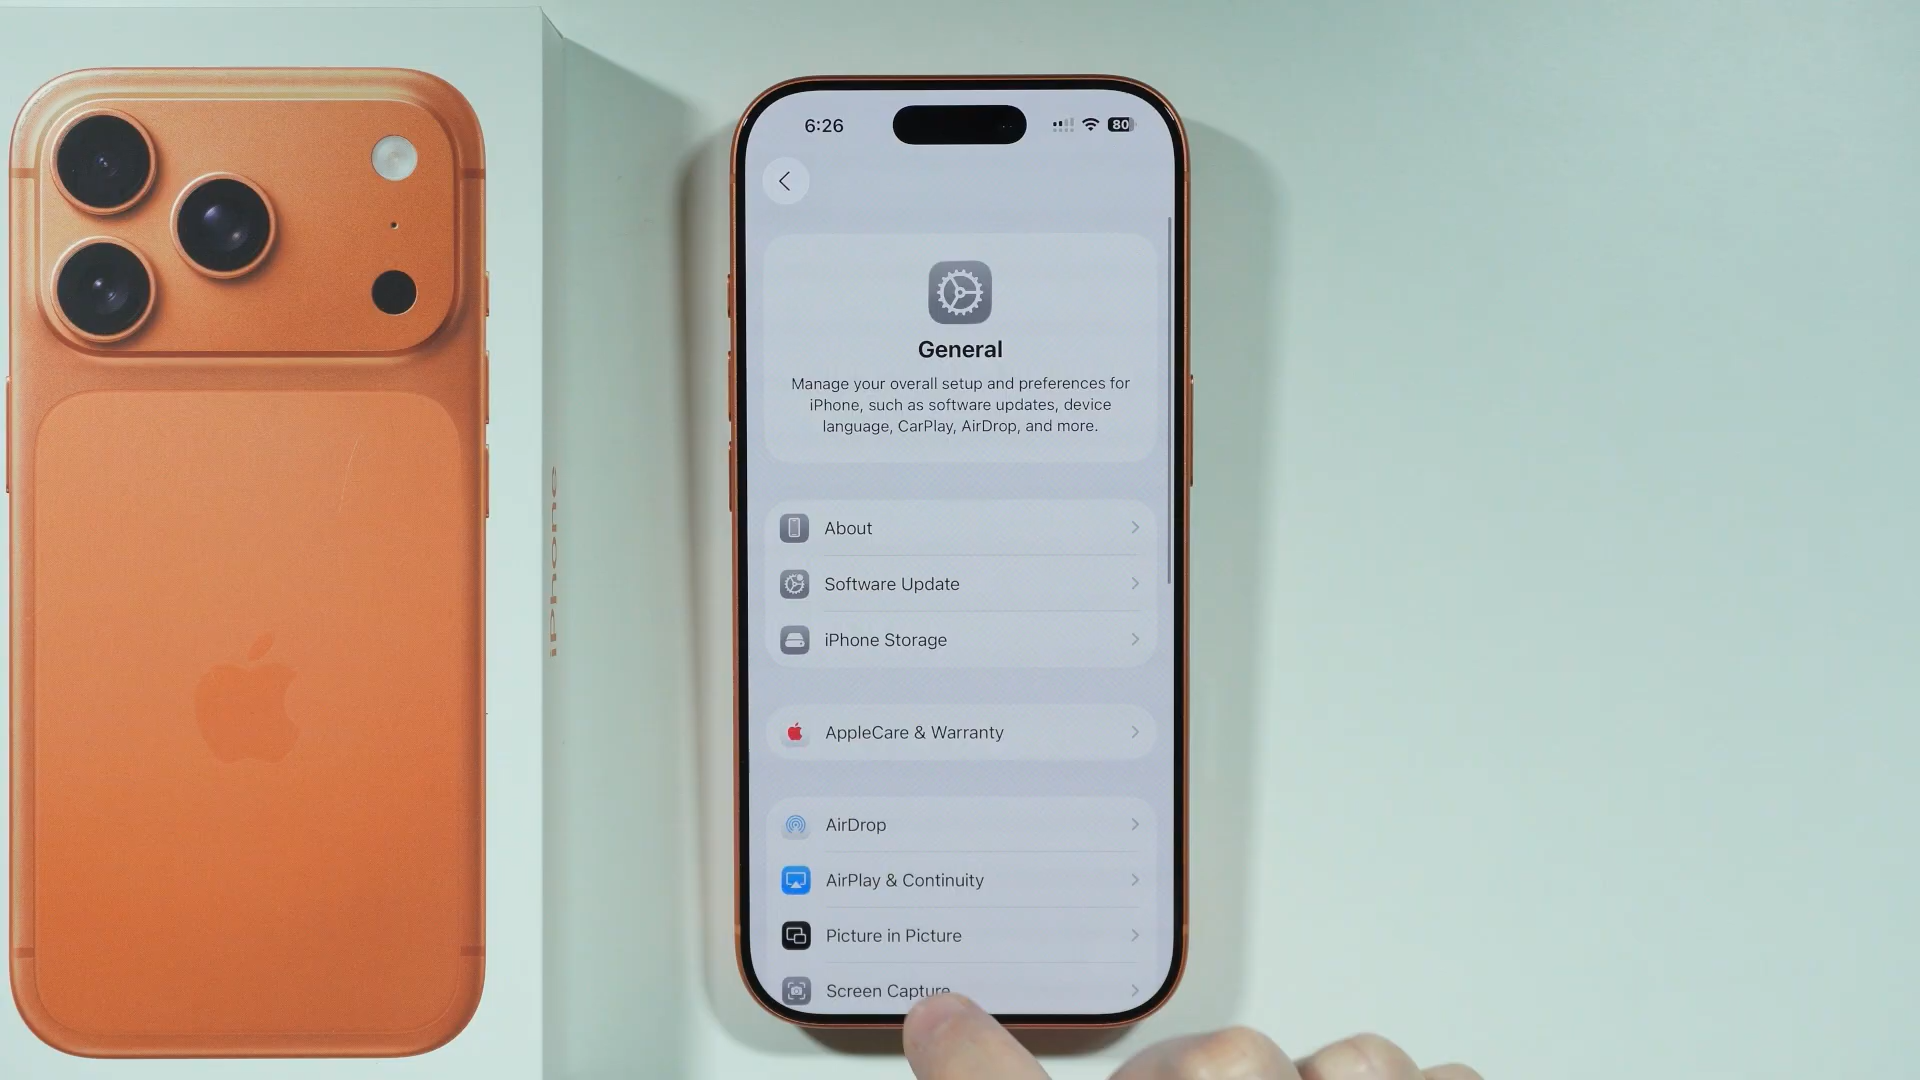 iPhone
6:26
80
General
Manage your overall setup and preferences for
iPhone, such as software updates, device
language, CarPlay, AirDrop, and more.
About
Software Update
iPhone Storage
AppleCare & Warranty
AirDrop
AirPlay & Continuity
Picture in Picture
Screen Capture